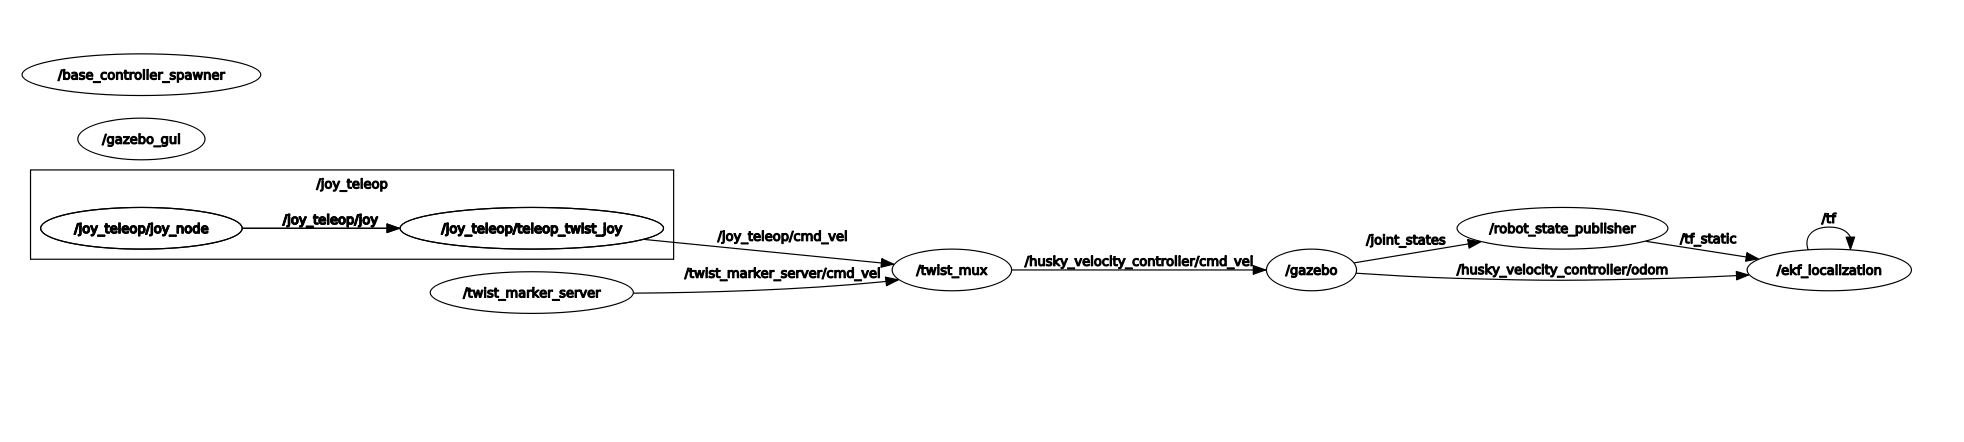 /base_controller_spawner
/gazebo_gui
/joy_teleop
/joy_teleop/joy_node
/joy_teleop/joy
/joy_teleop/teleop_twist_joy
/joy_teleop/cmd_vel
/twist_marker_server
/twist_marker_server/cmd_vel
/twist_mux
/husky_velocity_controller/cmd_vel
/gazebo
/joint_states
/robot_state_publisher
/tf_static
/husky_velocity_controller/odom
/tf
/ekf_localization